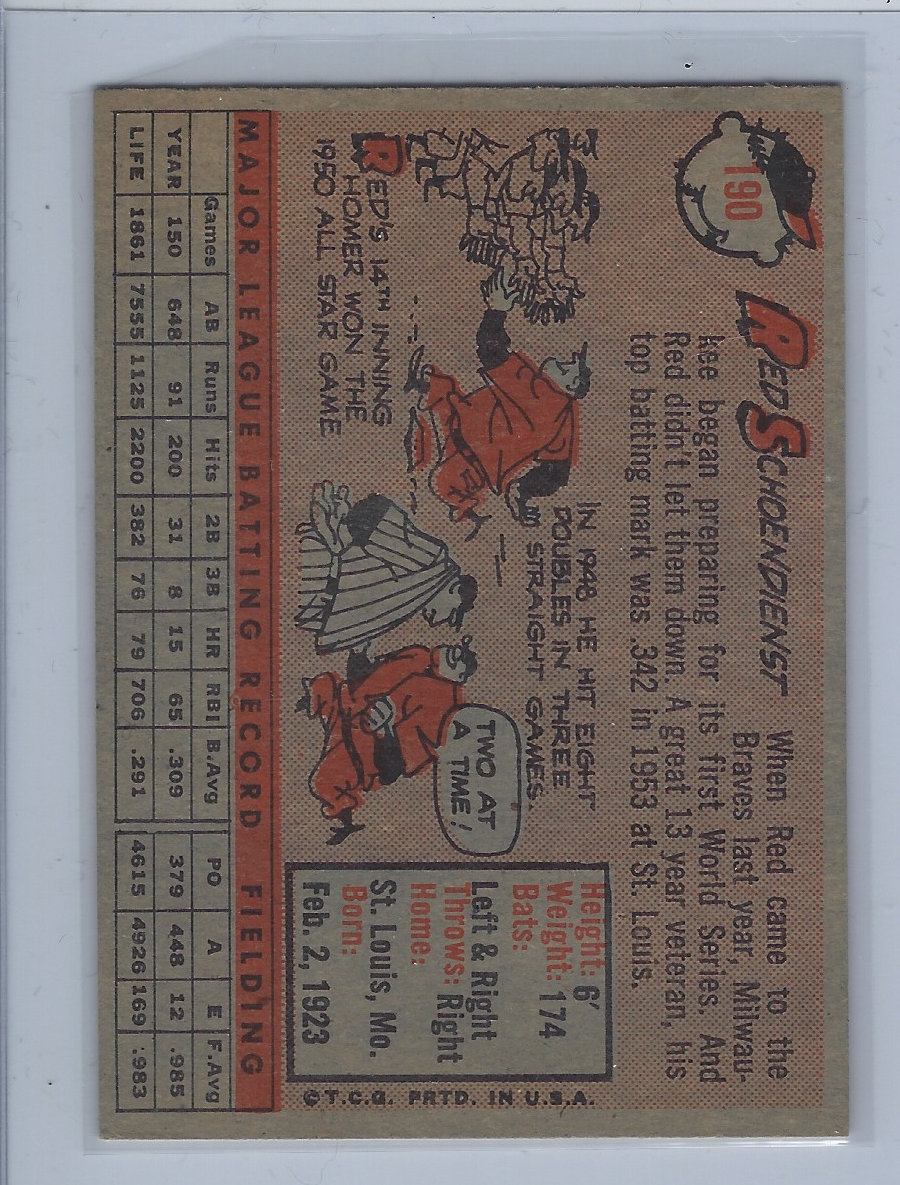 190
RED SCHOENDIENST
When Red came to the
Braves last year, Milwau-
kee began preparing for its first World Series. And
Red didn't let them down. A great 13 year veteran, his
top batting mark was .342 in 1953 at St. Louis.
IN 1948 HE HIT EIGHT
DOUBLES IN THREE
STRAIGHT GAMES.
RED'S 14TH INNING
HOMER WON THE
1950 ALL STAR GAME
TWO AT
A TIME!
Height: 6'
Weight: 174
Bats:
Left & Right
Throws: Right
Home:
St. Louis, Mo.
Born:
Feb. 2, 1923
©T.C.G. PRTD. IN U.S.A.
MAJOR LEAGUE BATTING RECORD FIELDING
Games AB Runs Hits 2B 3B HR RBI B.Avg PO A E F.Avg
YEAR 150 648 91 200 31 8 15 65 .309 379 448 12 .985
LIFE 1861 7555 1125 2200 382 76 79 706 .291 4615 4926 169 .983